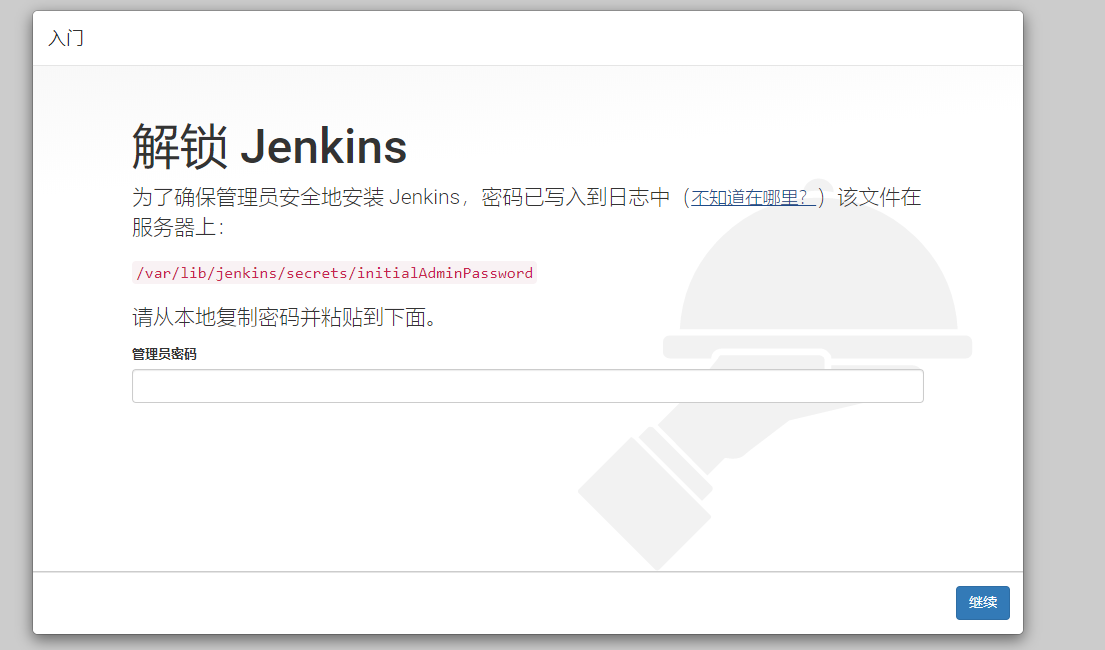 入门
解锁 Jenkins
为了确保管理员安全地安装 Jenkins，密码已写入到日志中（不知道在哪里？）该文件在
服务器上：
/var/lib/jenkins/secrets/initialAdminPassword
请从本地复制密码并粘贴到下面。
管理员密码
继续